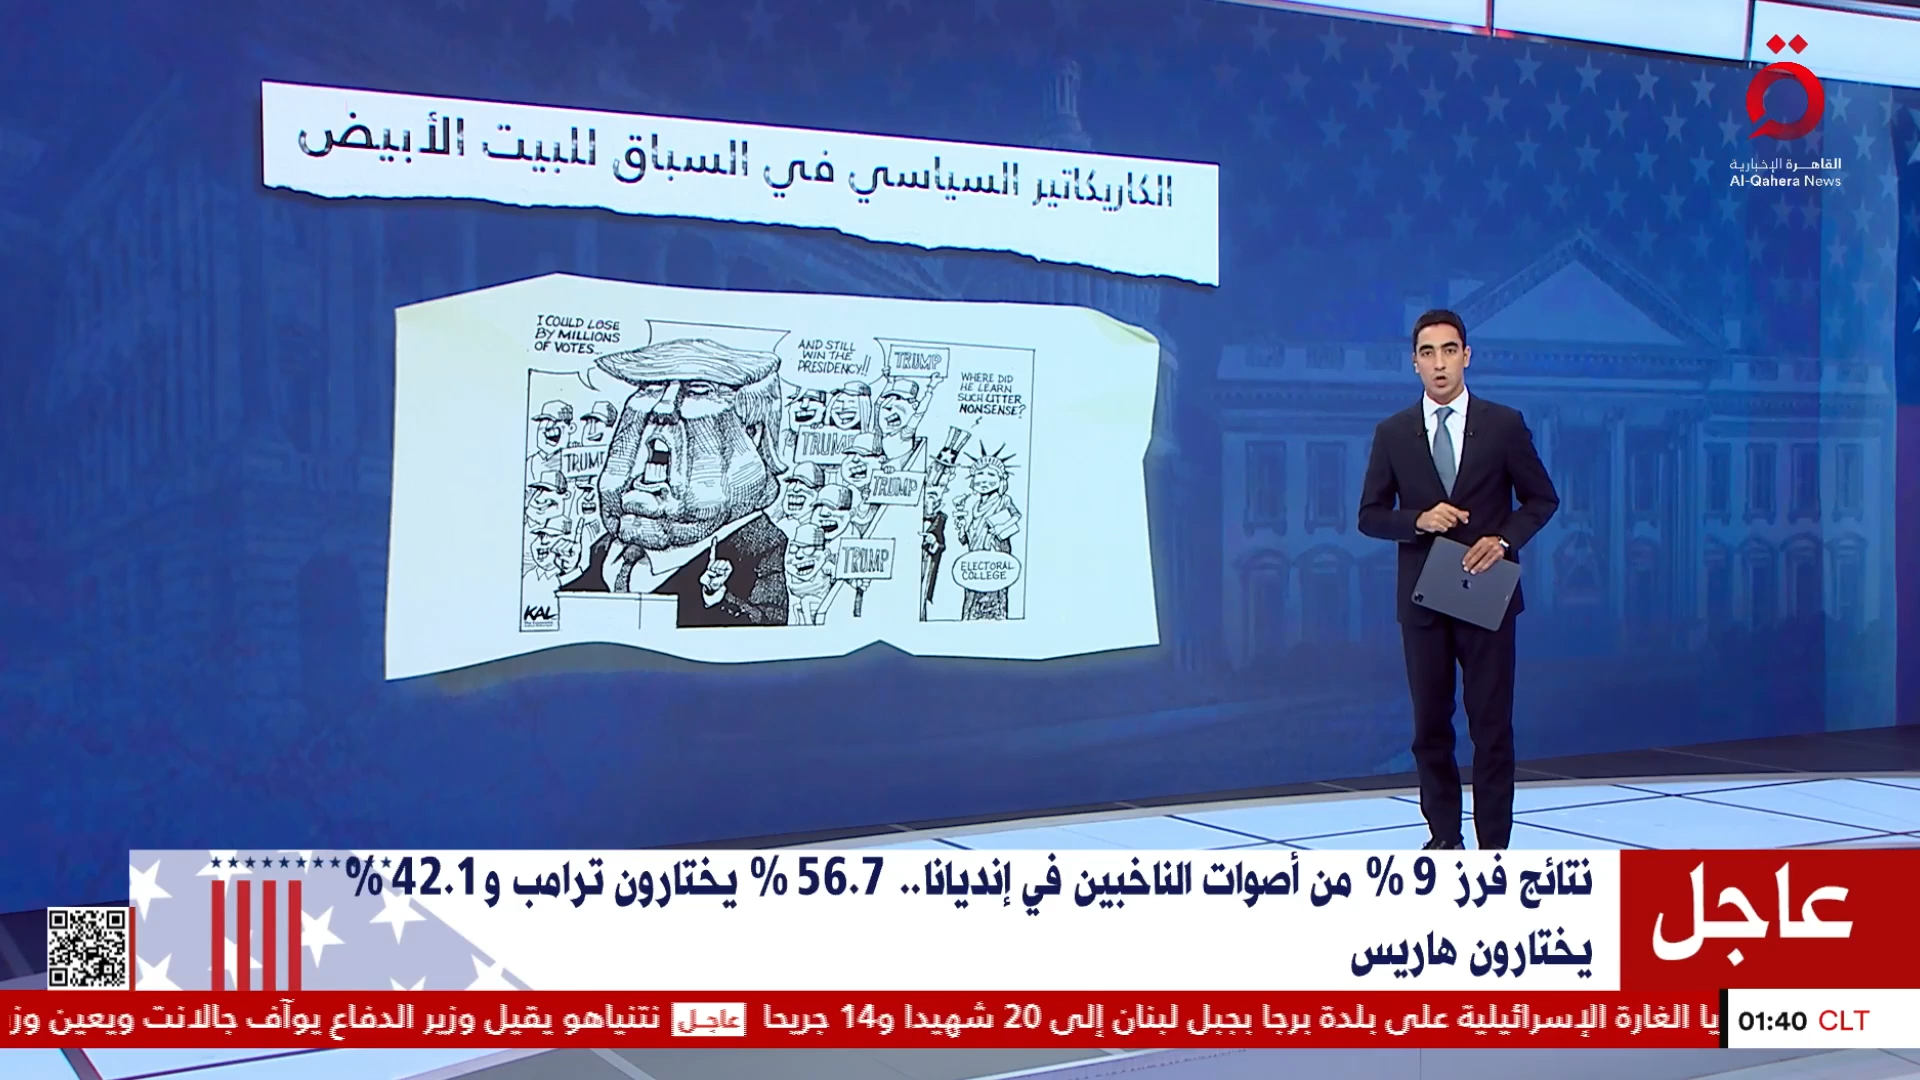 القاهرة الإخبارية
Al-Qahera News
الكاريكاتير السياسي في السباق للبيت الأبيض
I COULD LOSE
BY MILLIONS
OF VOTES...
AND STILL
WIN THE
PRESIDENCY!!
TRUMP
WHERE DID
HE LEARN
SUCH UTTER
NONSENSE?
TRUMP
TRUMP
TRUMP
TRUMP
ELECTORAL
COLLEGE
KAL
عاجل
نتائج فرز 9 % من أصوات الناخبين في إنديانا.. 56.7 % يختارون ترامب و42.1 %
يختارون هاريس
يا الغارة الإسرائيلية على بلدة برجا بجبل لبنان إلى 20 شهيدا و14 جريحا عاجل نتنياهو يقيل وزير الدفاع يوآف جالانت ويعين وز
01:40 CLT